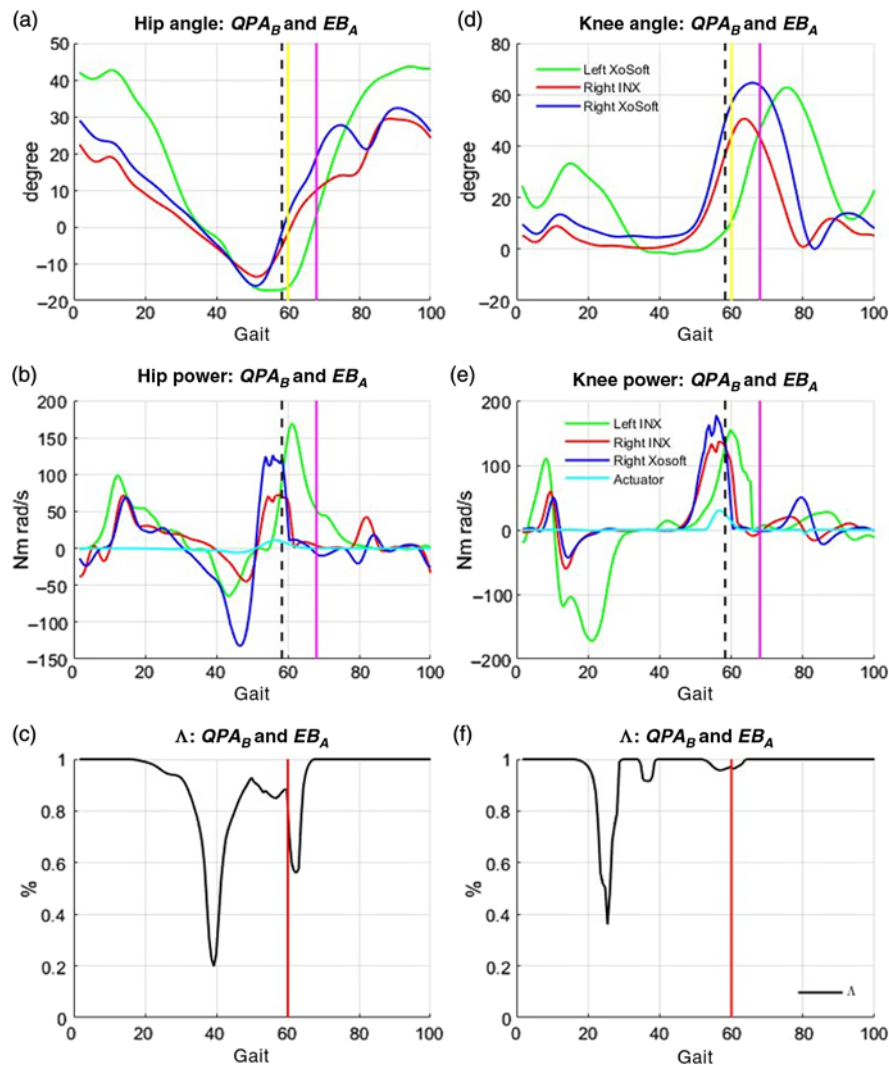 (a)
Hip angle: QPA_B and EB_A
degree
50
40
30
20
10
0
−10
−20
20
40
60
80
100
Gait
(d)
Knee angle: QPA_B and EB_A
degree
80
60
40
20
0
−20
Left XoSoft
Right INX
Right XoSoft
0
20
40
60
80
100
Gait
(b)
Hip power: QPA_B and EB_A
Nm rad/s
200
150
100
50
0
−50
−100
−150
0
20
40
60
80
100
Gait
(e)
Knee power: QPA_B and EB_A
200
100
0
−100
−200
Left INX
Right INX
Right Xosoft
Actuator
0
20
40
60
80
100
Gait
(c)
Λ: QPA_B and EB_A
%
1
0.8
0.6
0.4
0.2
0
0
20
40
60
80
100
Gait
(f)
Λ: QPA_B and EB_A
%
1
0.8
0.6
0.4
0.2
0
Λ
0
20
40
60
80
100
Gait